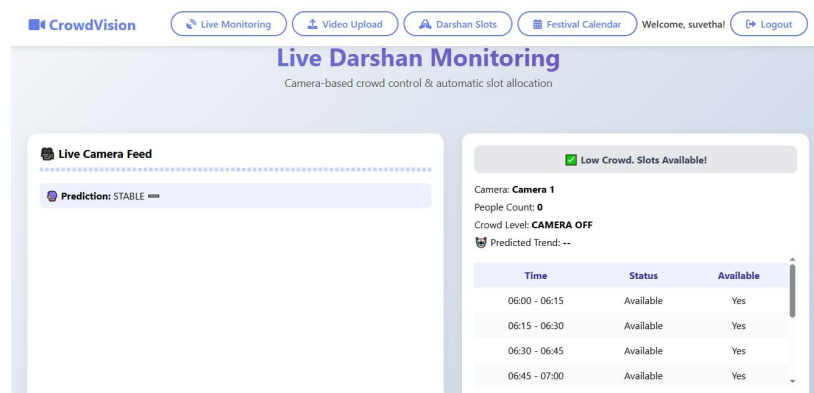 CrowdVision
Live Monitoring
Video Upload
Darshan Slots
Festival Calendar
Welcome, suvetha!
Logout
Live Darshan Monitoring
Camera-based crowd control & automatic slot allocation
Live Camera Feed
Prediction: STABLE
Low Crowd. Slots Available!
Camera: Camera 1
People Count: 0
Crowd Level: CAMERA OFF
Predicted Trend: --
Time Status Available
06:00 - 06:15 Available Yes
06:15 - 06:30 Available Yes
06:30 - 06:45 Available Yes
06:45 - 07:00 Available Yes